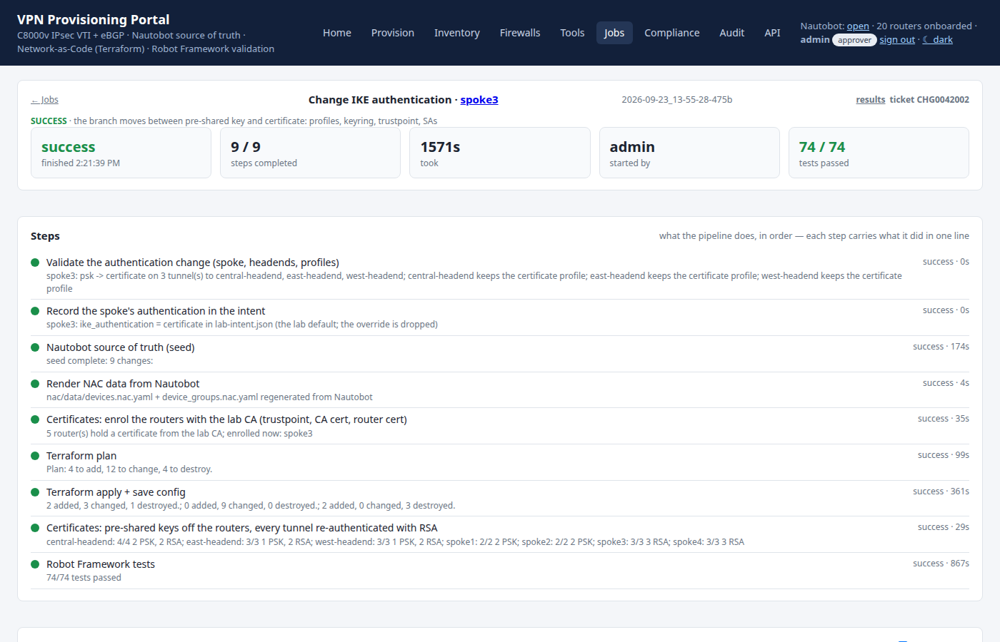 VPN Provisioning Portal
C8000v IPsec VTI + eBGP · Nautobot source of truth ·
Network-as-Code (Terraform) · Robot Framework validation
Home Provision Inventory Firewalls Tools Jobs Compliance Audit API
Nautobot: open · 20 routers onboarded ·
admin approver sign out · ☾ dark
← Jobs
Change IKE authentication · spoke3
2026-09-23_13-55-28-475b
results ticket CHG0042002
SUCCESS · the branch moves between pre-shared key and certificate: profiles, keyring, trustpoint, SAs
success
finished 2:21:39 PM
9 / 9
steps completed
1571s
took
admin
started by
74 / 74
tests passed
Steps
what the pipeline does, in order — each step carries what it did in one line
Validate the authentication change (spoke, headends, profiles)
success · 0s
spoke3: psk -> certificate on 3 tunnel(s) to central-headend, east-headend, west-headend; central-headend keeps the certificate profile; east-headend keeps the certificate profile; west-headend keeps the certificate
profile
Record the spoke's authentication in the intent
success · 0s
spoke3: ike_authentication = certificate in lab-intent.json (the lab default; the override is dropped)
Nautobot source of truth (seed)
success · 174s
seed complete: 9 changes:
Render NAC data from Nautobot
success · 4s
nac/data/devices.nac.yaml + device_groups.nac.yaml regenerated from Nautobot
Certificates: enrol the routers with the lab CA (trustpoint, CA cert, router cert)
success · 35s
5 router(s) hold a certificate from the lab CA; enrolled now: spoke3
Terraform plan
success · 99s
Plan: 4 to add, 12 to change, 4 to destroy.
Terraform apply + save config
success · 361s
2 added, 3 changed, 1 destroyed.; 0 added, 9 changed, 0 destroyed.; 2 added, 0 changed, 3 destroyed.
Certificates: pre-shared keys off the routers, every tunnel re-authenticated with RSA
success · 29s
central-headend: 4/4 2 PSK, 2 RSA; east-headend: 3/3 1 PSK, 2 RSA; west-headend: 3/3 1 PSK, 2 RSA; spoke1: 2/2 2 PSK; spoke2: 2/2 2 PSK; spoke3: 3/3 3 RSA; spoke4: 3/3 3 RSA
Robot Framework tests
success · 867s
74/74 tests passed